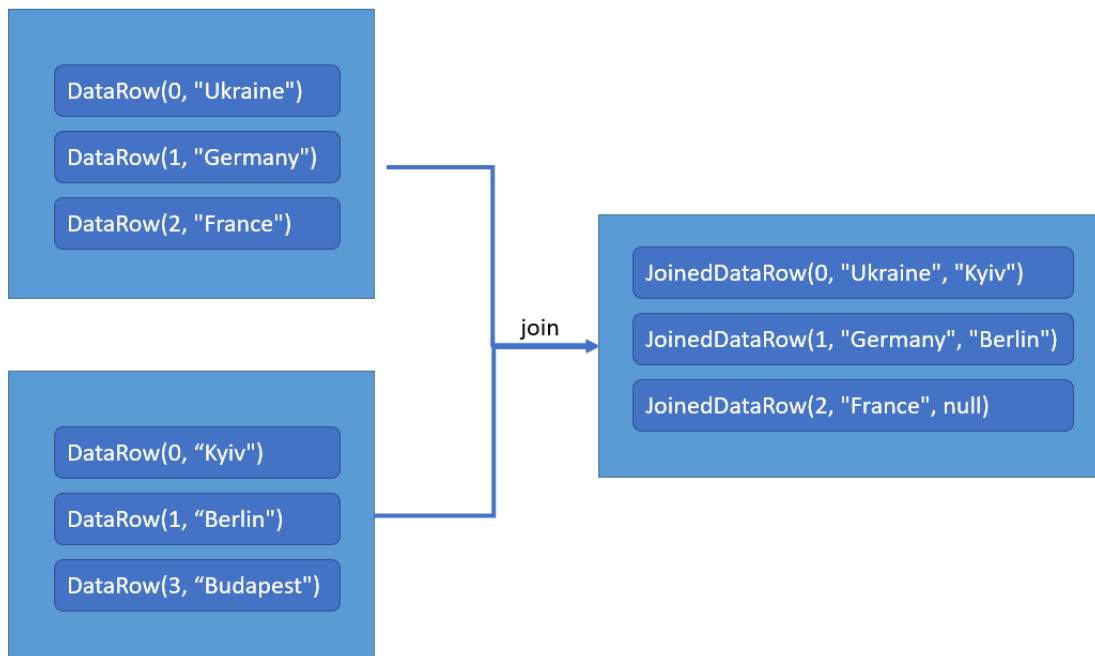 DataRow(0, "Ukraine")
DataRow(1, "Germany")
DataRow(2, "France")
DataRow(0, “Kyiv")
DataRow(1, “Berlin")
DataRow(3, “Budapest")
join
JoinedDataRow(0, "Ukraine", "Kyiv")
JoinedDataRow(1, "Germany", "Berlin")
JoinedDataRow(2, "France", null)